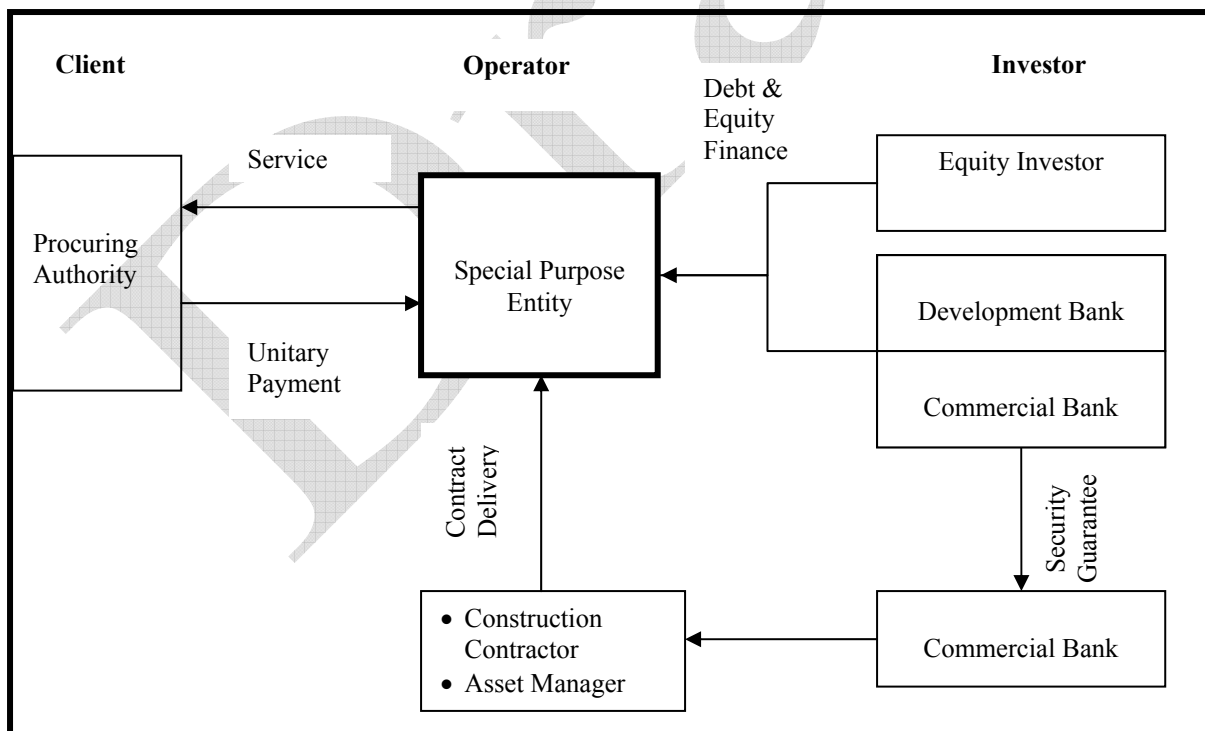 Client
Operator
Investor
Debt &
Equity
Finance
Service
Equity Investor
Procuring
Authority
Special Purpose
Entity
Development Bank
Unitary
Payment
Commercial Bank
Contract
Delivery
Security
Guarantee
• Construction
Contractor
• Asset Manager
Commercial Bank